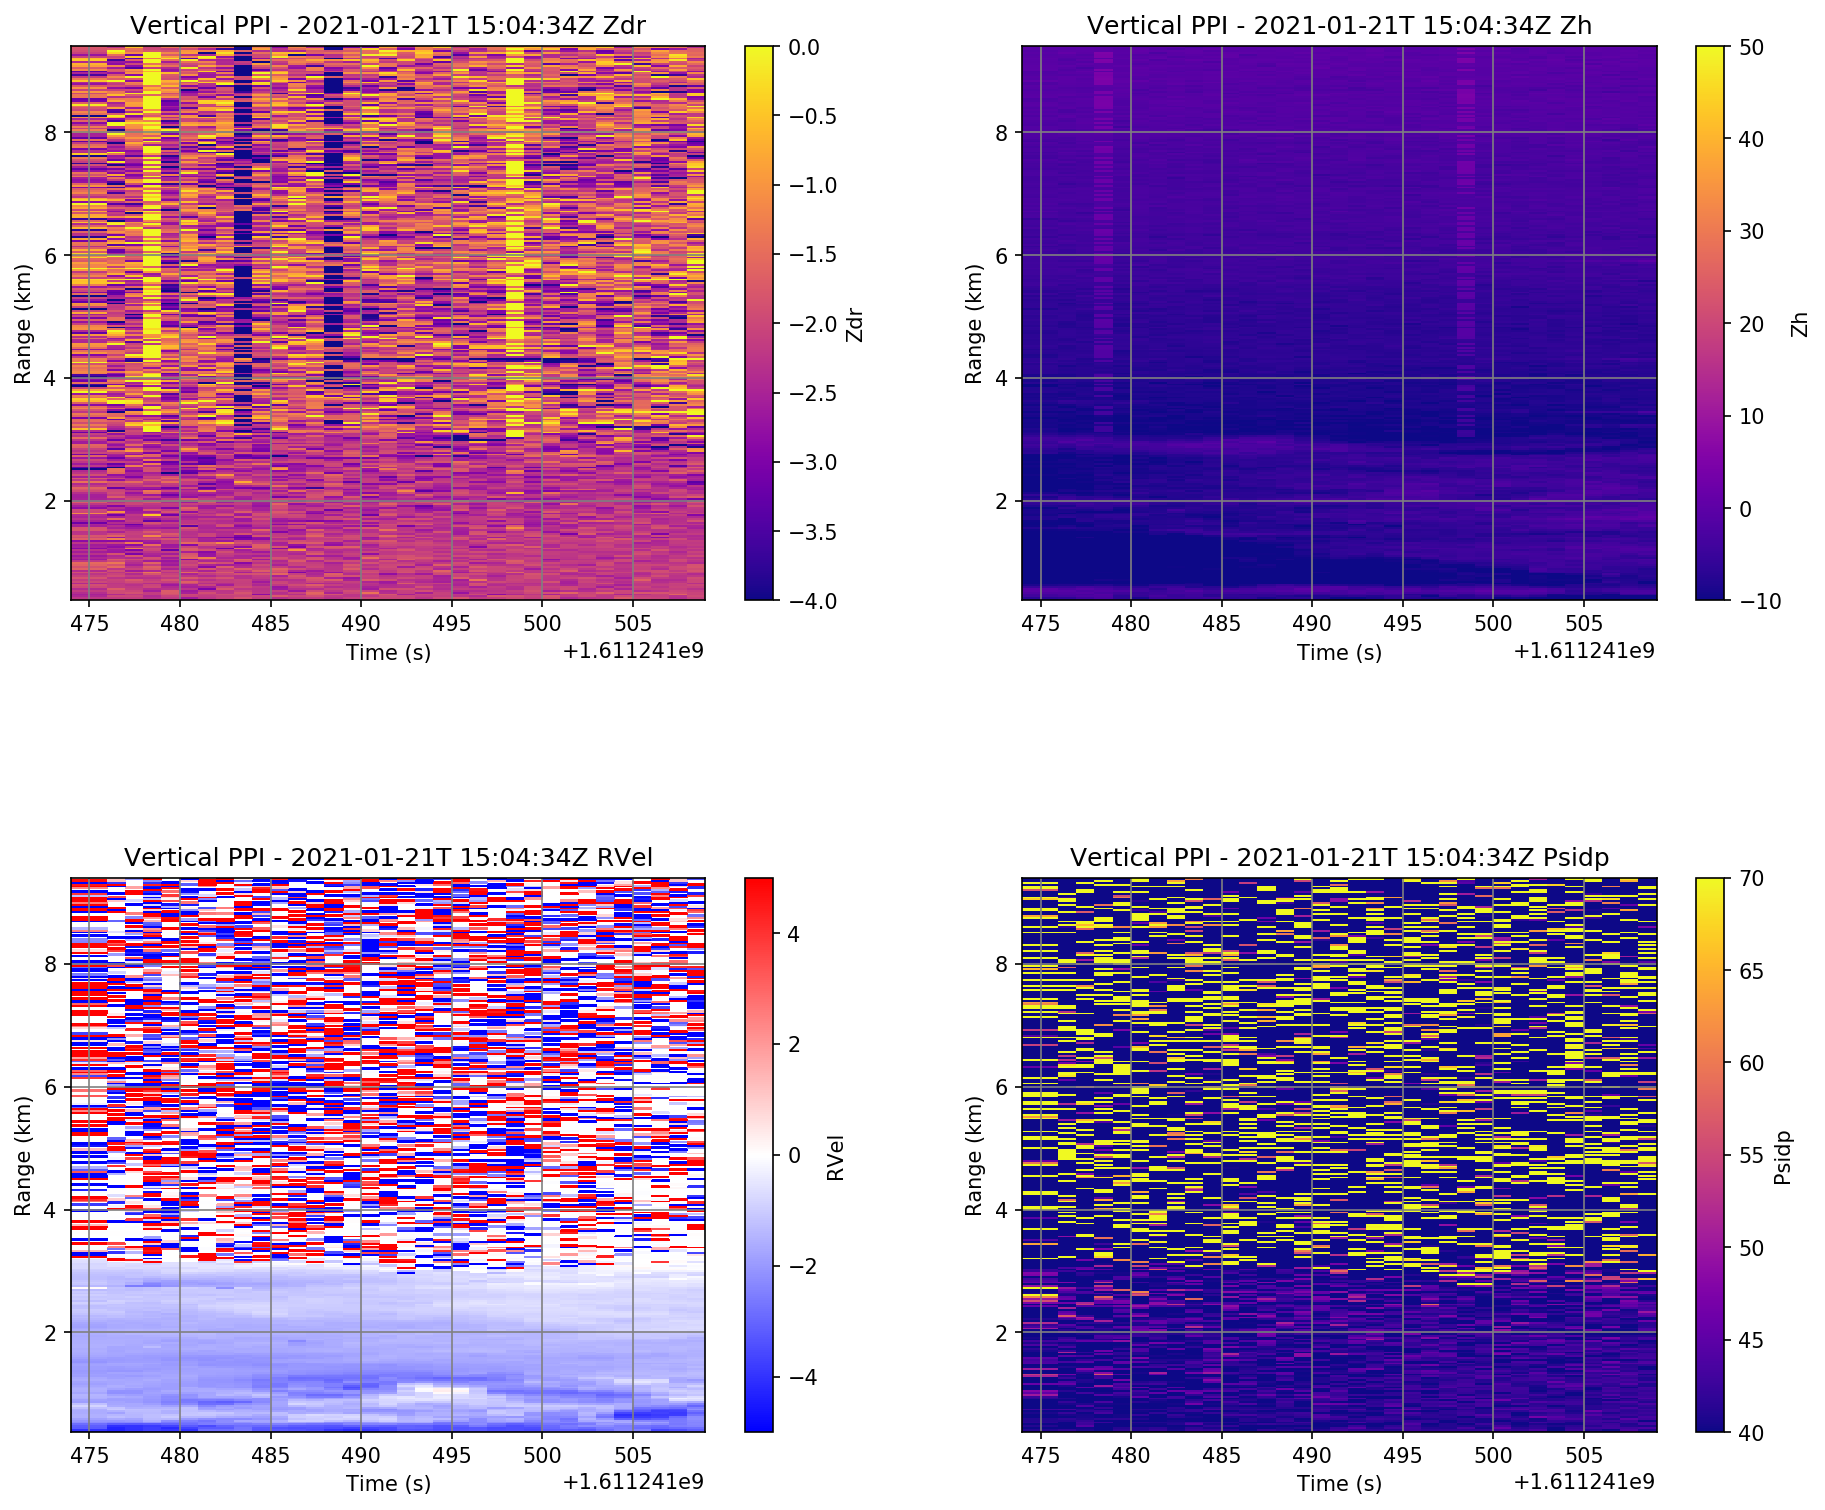 Vertical PPI - 2021-01-21T 15:04:34Z Zdr
Range (km)
8
6
4
2
475 480 485 490 495 500 505
Time (s)
+1.611241e9
0.0
−0.5
−1.0
−1.5
−2.0
−2.5
−3.0
−3.5
−4.0
Zdr
Vertical PPI - 2021-01-21T 15:04:34Z Zh
Range (km)
8
6
4
2
475 480 485 490 495 500 505
Time (s)
+1.611241e9
50
40
30
20
10
0
−10
Zh
Vertical PPI - 2021-01-21T 15:04:34Z RVel
Range (km)
8
6
4
2
475 480 485 490 495 500 505
Time (s)
+1.611241e9
4
2
0
−2
−4
RVel
Vertical PPI - 2021-01-21T 15:04:34Z Psidp
Range (km)
8
6
4
2
475 480 485 490 495 500 505
Time (s)
+1.611241e9
70
65
60
55
50
45
40
Psidp